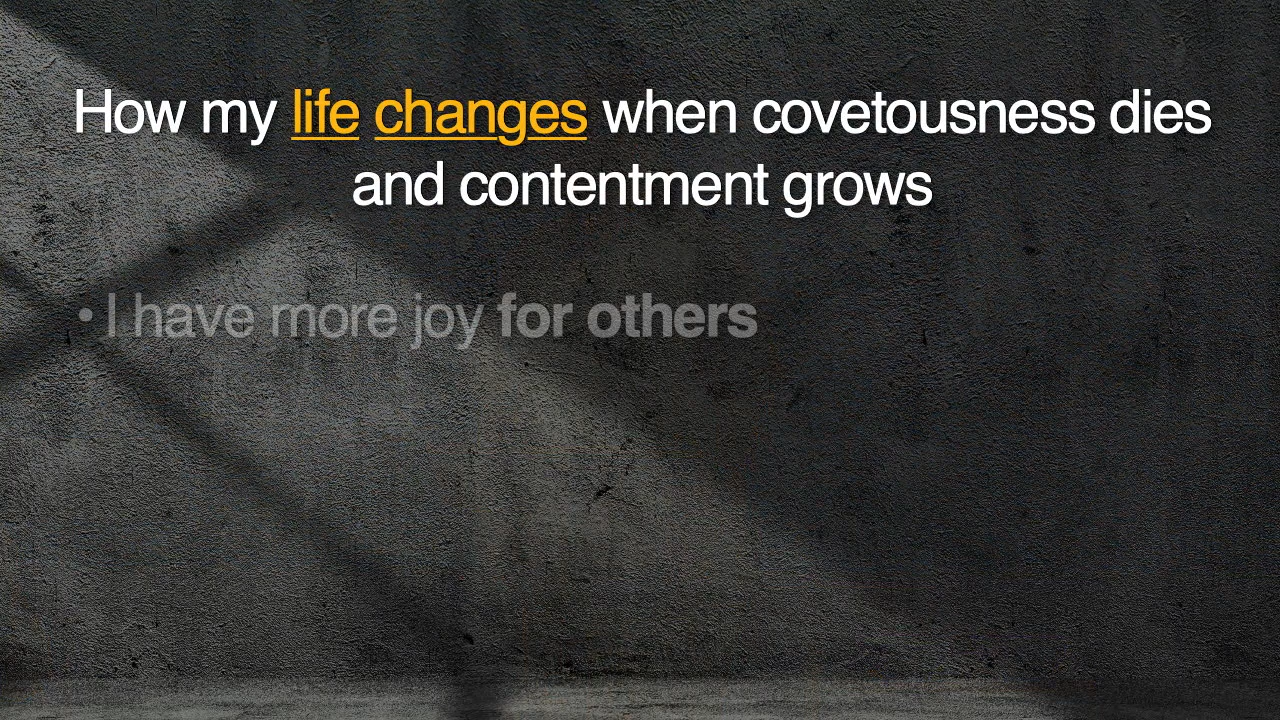 How my life changes when covetousness dies
and contentment grows
• I have more joy for others